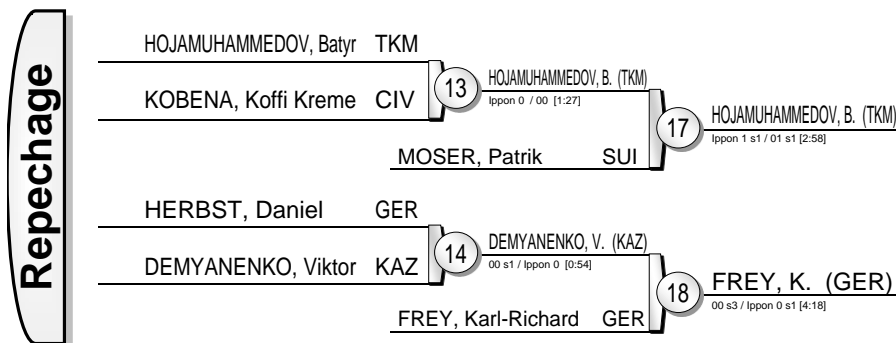 Repechage
HOJAMUHAMMEDOV, Batyr TKM
KOBENA, Koffi Kreme CIV
13
HOJAMUHAMMEDOV, B. (TKM)
Ippon 0 / 00 [1:27]
MOSER, Patrik SUI
17
HOJAMUHAMMEDOV, B. (TKM)
Ippon 1 s1 / 01 s1 [2:58]
HERBST, Daniel GER
DEMYANENKO, Viktor KAZ
14
DEMYANENKO, V. (KAZ)
00 s1 / Ippon 0 [0:54]
FREY, Karl-Richard GER
18
FREY, K. (GER)
00 s3 / Ippon 0 s1 [4:18]